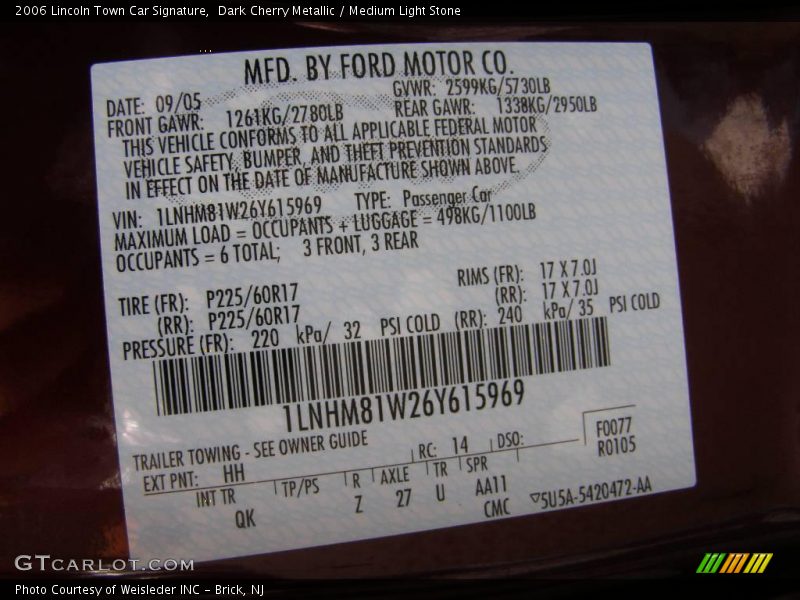 2006 Lincoln Town Car Signature,  Dark Cherry Metallic / Medium Light Stone
MFD. BY FORD MOTOR CO.
DATE: 09/05 GVWR: 2599KG/5730LB
FRONT GAWR: 1261KG/2780LB REAR GAWR: 1338KG/2950LB
THIS VEHICLE CONFORMS TO ALL APPLICABLE FEDERAL MOTOR
VEHICLE SAFETY, BUMPER, AND THEFT PREVENTION STANDARDS
IN EFFECT ON THE DATE OF MANUFACTURE SHOWN ABOVE.
VIN: 1LNHM81W26Y615969 TYPE: Passenger Car
MAXIMUM LOAD = OCCUPANTS + LUGGAGE = 498KG/1100LB
OCCUPANTS = 6 TOTAL; 3 FRONT, 3 REAR
TIRE (FR): P225/60R17 RIMS (FR): 17 X 7.0J
(RR): P225/60R17 (RR): 17 X 7.0J
PRESSURE (FR): 220 kPa/ 32 PSI COLD (RR): 240 kPa/ 35 PSI COLD
1LNHM81W26Y615969
TRAILER TOWING - SEE OWNER GUIDE
EXT PNT: HH RC: 14 DSO: F0077
R0105
INT TR TP/PS R AXLE TR SPR
QK Z 27 U AA11
CMC ▽5U5A-5420472-AA
GTCARLOT.COM
Photo Courtesy of Weisleder INC – Brick, NJ